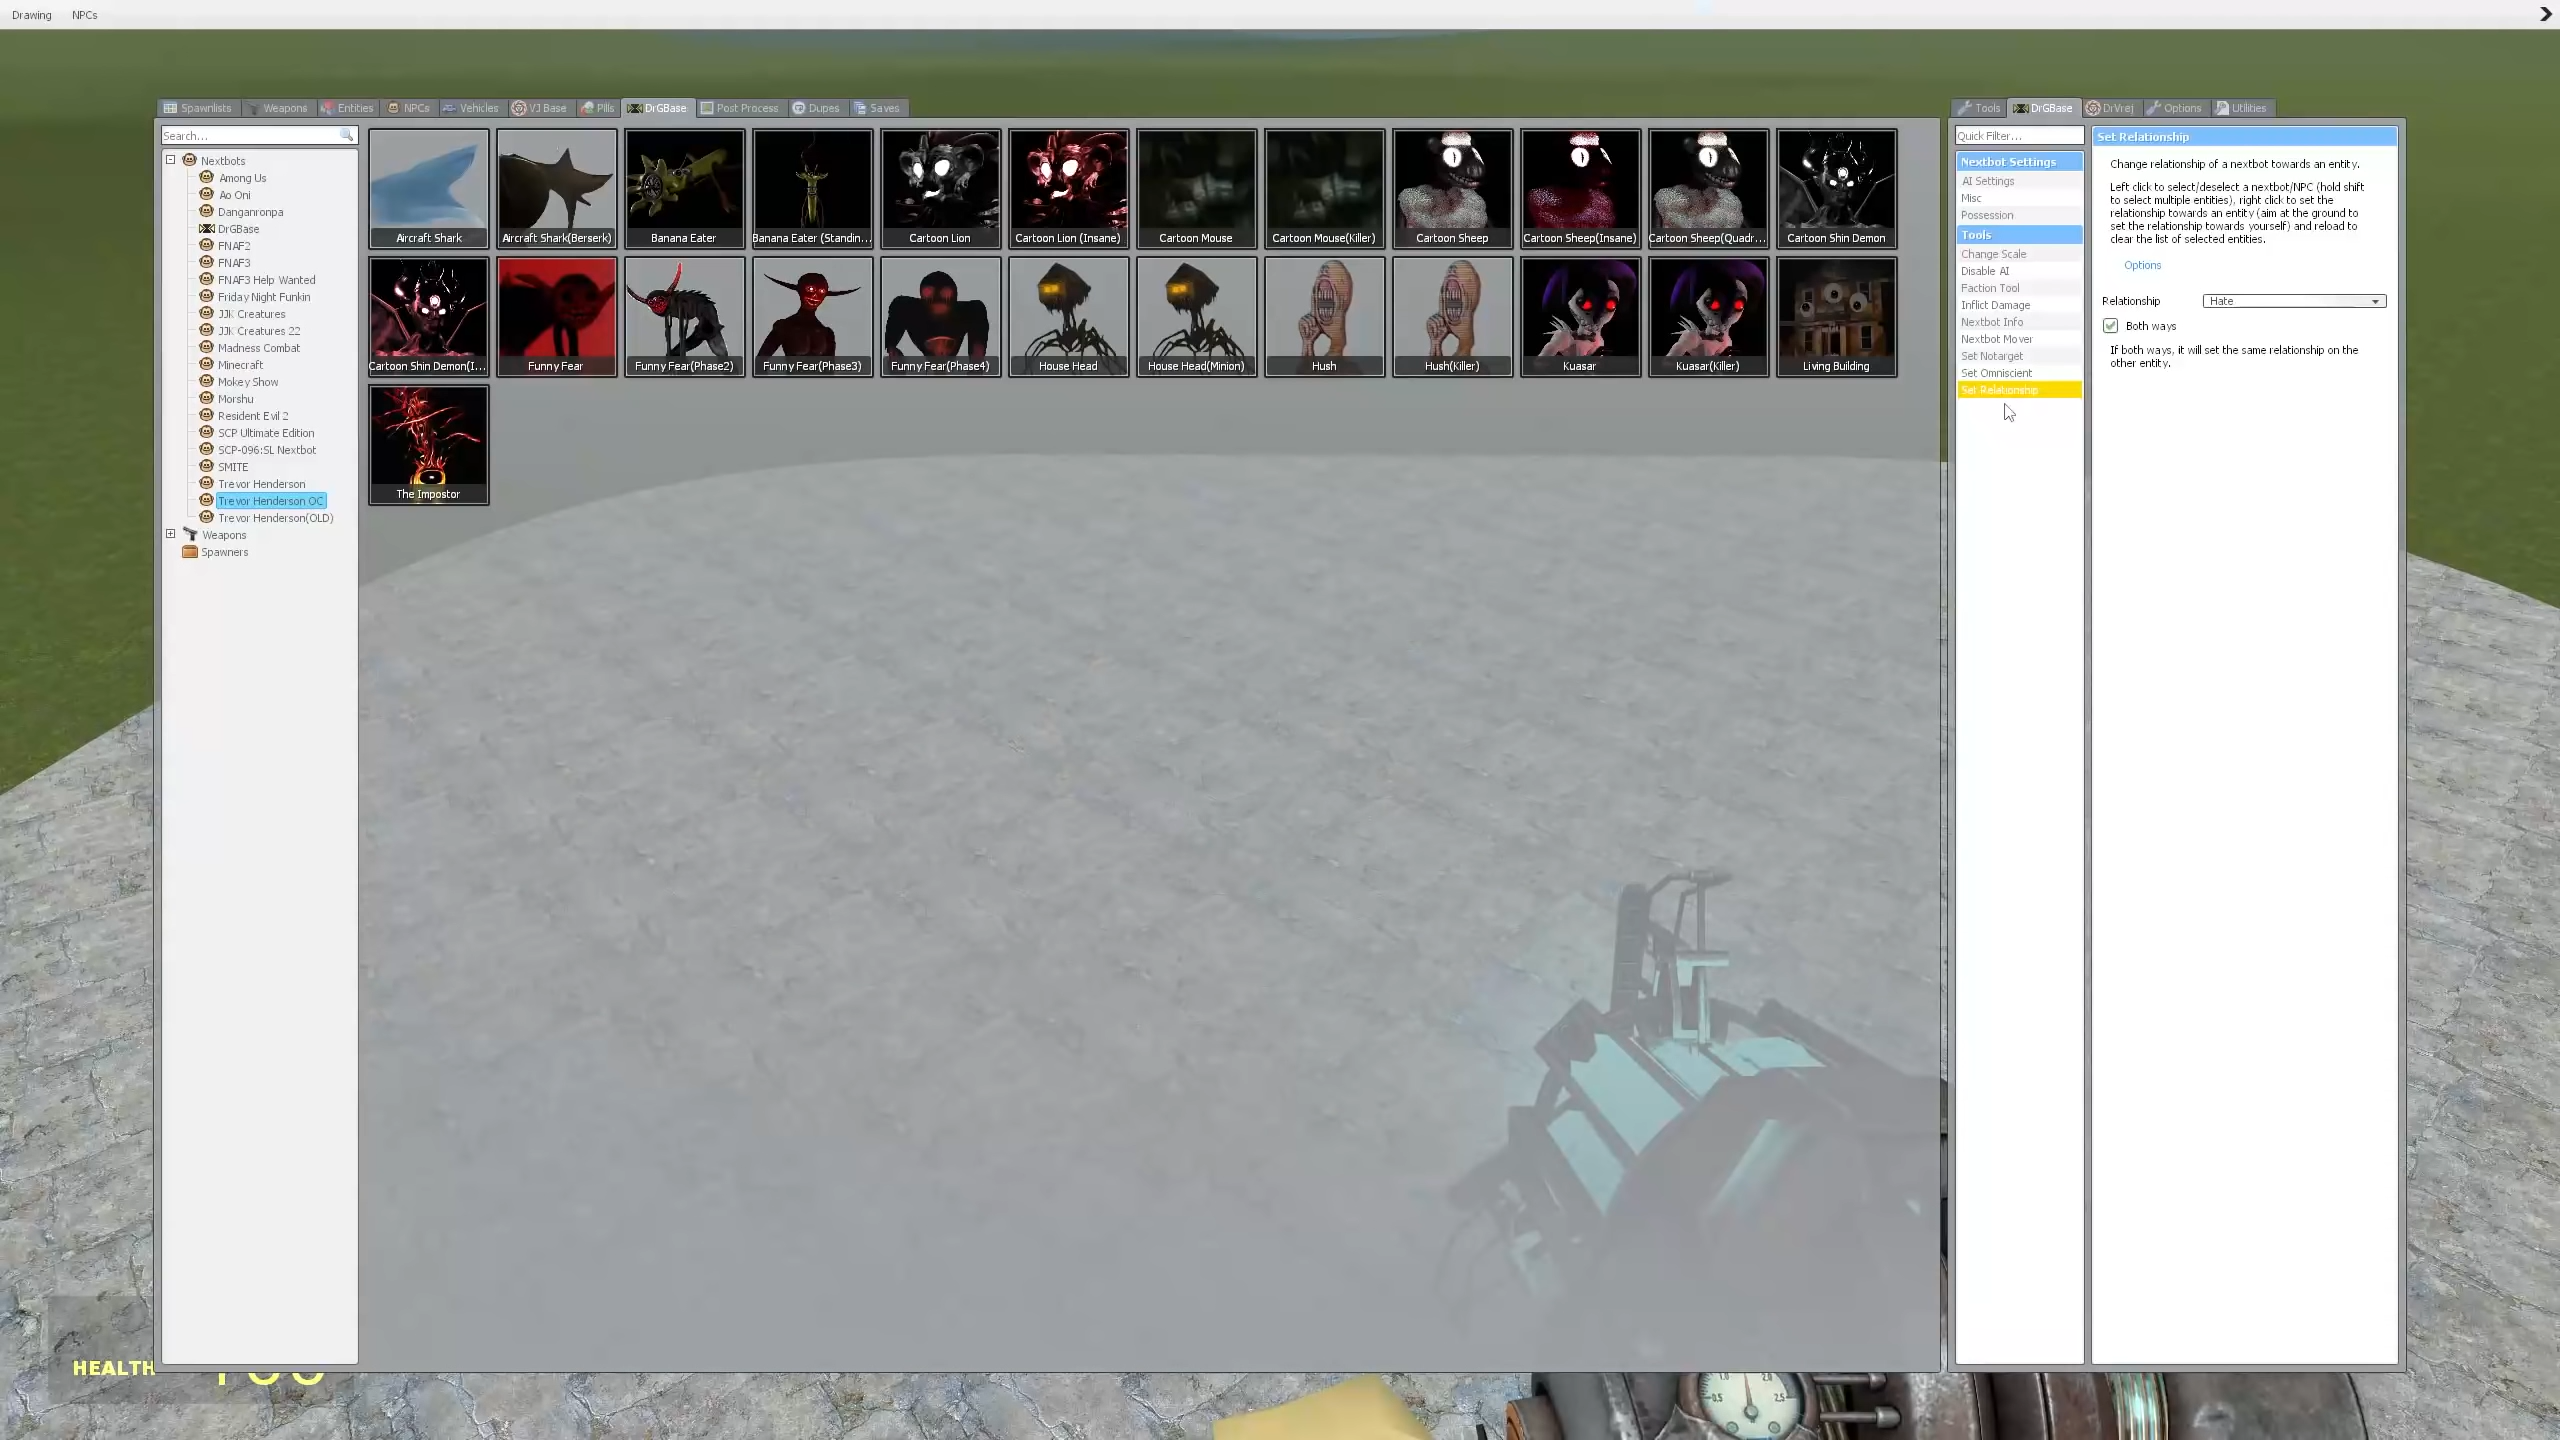 Drawing NPCs
Spawnlists Weapons Entities NPCs Vehicles VJ Base Pills DrGBase Post Process Dupes Saves
Search...
Nextbots
Among Us
Ao Oni
Danganronpa
DrGBase
FNAF2
FNAF3
FNAF3 Help Wanted
Friday Night Funkin
JJK Creatures
JJK Creatures 22
Madness Combat
Minecraft
Mokey Show
Morshu
Resident Evil 2
SCP Ultimate Edition
SCP-096:SL Nextbot
SMITE
Trevor Henderson
Trevor Henderson OC
Trevor Henderson(OLD)
Weapons
Spawners
Aircraft Shark Aircraft Shark(Berserk) Banana Eater Banana Eater (Standin... Cartoon Lion Cartoon Lion (Insane) Cartoon Mouse Cartoon Mouse(Killer) Cartoon Sheep Cartoon Sheep(Insane) Cartoon Sheep(Quadr... Cartoon Shin Demon
Cartoon Shin Demon(I... Funny Fear Funny Fear(Phase2) Funny Fear(Phase3) Funny Fear(Phase4) House Head House Head(Minion) Hush Hush(Killer) Kuasar Kuasar(Killer) Living Building
The Impostor
Tools DrGBase DrVrej Options Utilities
Quick Filter...
Nextbot Settings
AI Settings
Misc
Possession
Tools
Change Scale
Disable AI
Faction Tool
Inflict Damage
Nextbot Info
Nextbot Mover
Set Notarget
Set Omniscient
Set Relationship
Set Relationship
Change relationship of a nextbot towards an entity.
Left click to select/deselect a nextbot/NPC (hold shift
to select multiple entities), right click to set the
relationship towards an entity (aim at the ground to
set the relationship towards yourself) and reload to
clear the list of selected entities.
Options
Relationship Hate
Both ways
If both ways, it will set the same relationship on the
other entity.
HEALTH 100
0.5 1.0 2.0 2.5